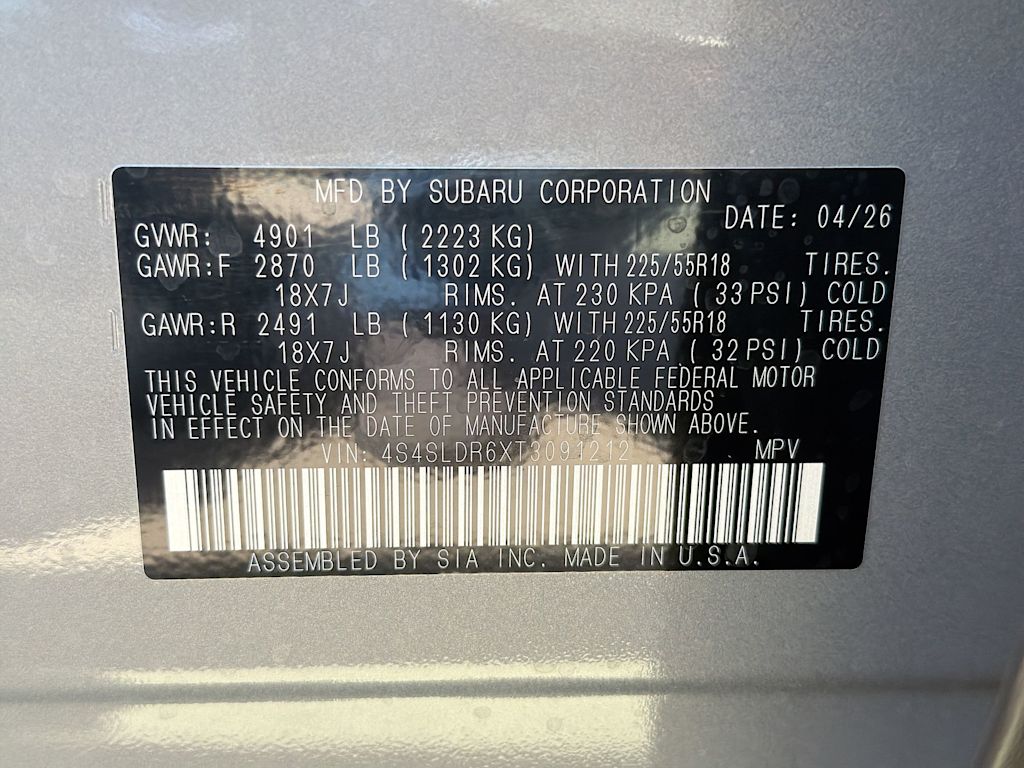 MFD BY SUBARU CORPORATION
DATE: 04/26
GVWR: 4901 LB (2223 KG)
GAWR:F 2870 LB (1302 KG) WITH 225/55R18 TIRES.
18X7J RIMS. AT 230 KPA (33 PSI) COLD
GAWR:R 2491 LB (1130 KG) WITH 225/55R18 TIRES.
18X7J RIMS. AT 220 KPA (32 PSI) COLD
THIS VEHICLE CONFORMS TO ALL APPLICABLE FEDERAL MOTOR
VEHICLE SAFETY AND THEFT PREVENTION STANDARDS
IN EFFECT ON THE DATE OF MANUFACTURE SHOWN ABOVE.
VIN: 4S4SLDR6XT3091212 MPV
ASSEMBLED BY SIA INC. MADE IN U.S.A.